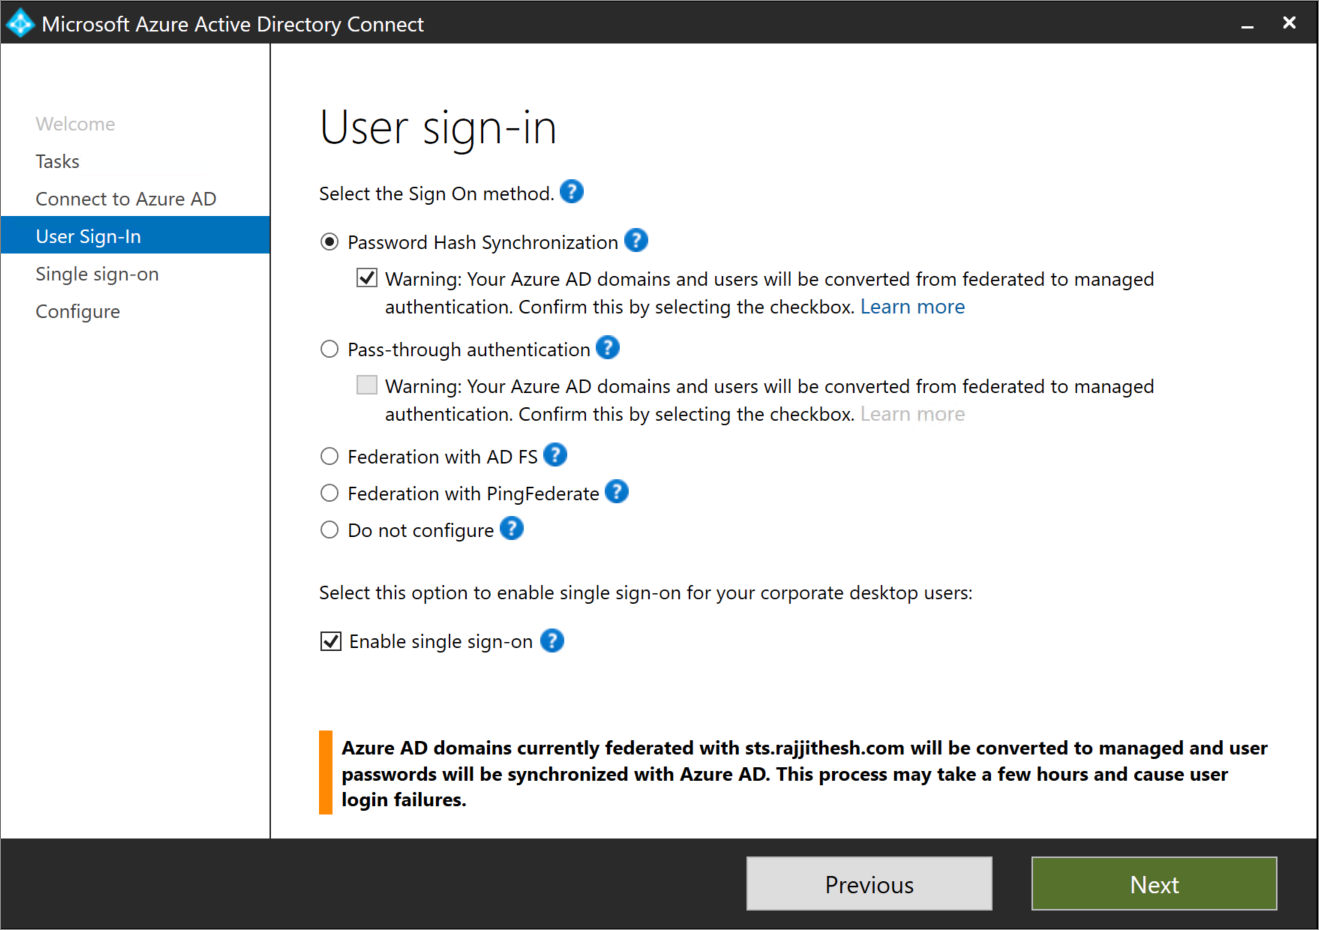 Microsoft Azure Active Directory Connect
Welcome
Tasks
Connect to Azure AD
User Sign-In
Single sign-on
Configure
User sign-in
Select the Sign On method. ?
Password Hash Synchronization ?
Warning: Your Azure AD domains and users will be converted from federated to managed
authentication. Confirm this by selecting the checkbox. Learn more
Pass-through authentication ?
Warning: Your Azure AD domains and users will be converted from federated to managed
authentication. Confirm this by selecting the checkbox. Learn more
Federation with AD FS ?
Federation with PingFederate ?
Do not configure ?
Select this option to enable single sign-on for your corporate desktop users:
Enable single sign-on ?
Azure AD domains currently federated with sts.rajjithesh.com will be converted to managed and user
passwords will be synchronized with Azure AD. This process may take a few hours and cause user
login failures.
Previous
Next